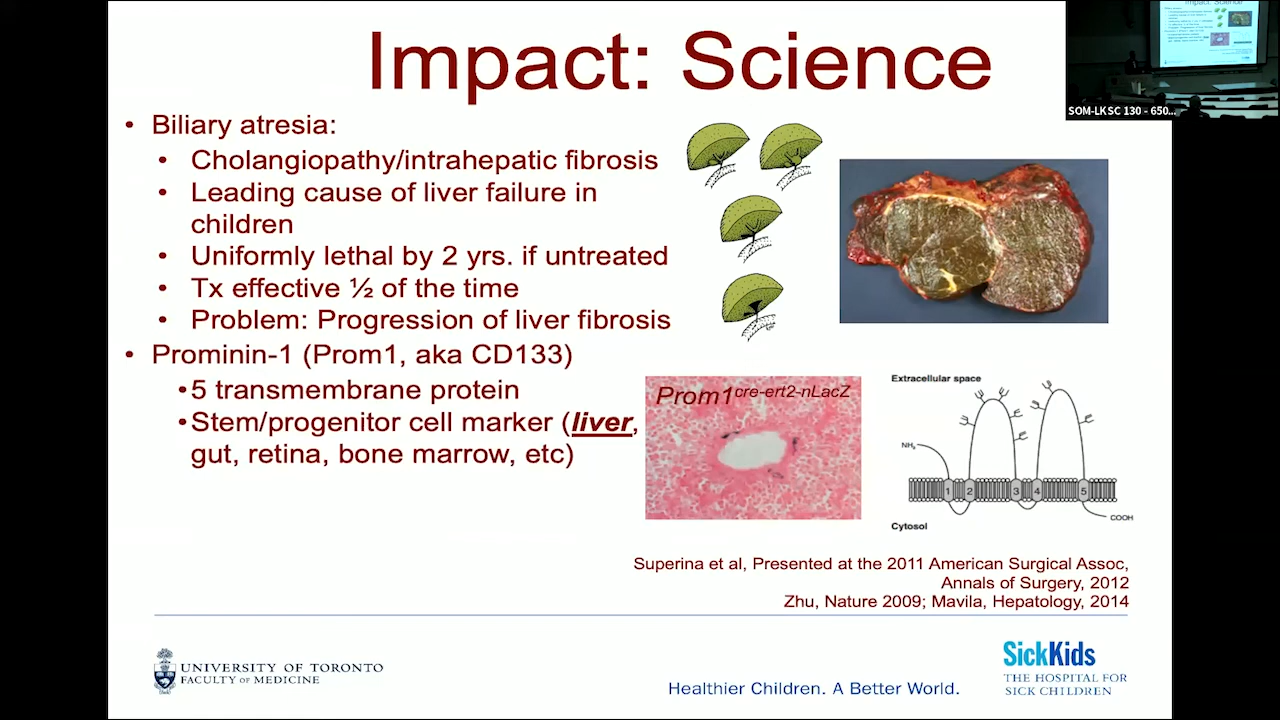 Impact: Science
• Biliary atresia:
• Cholangiopathy/intrahepatic fibrosis
• Leading cause of liver failure in
children
• Uniformly lethal by 2 yrs. if untreated
• Tx effective ½ of the time
• Problem: Progression of liver fibrosis
• Prominin-1 (Prom1, aka CD133)
•5 transmembrane protein
•Stem/progenitor cell marker (liver,
gut, retina, bone marrow, etc)
Prom1cre-ert2-nLacZ
Extracellular space
NH₂
1 2 3 4 5
COOH
Cytosol
Superina et al, Presented at the 2011 American Surgical Assoc,
Annals of Surgery, 2012
Zhu, Nature 2009; Mavila, Hepatology, 2014
UNIVERSITY OF TORONTO
FACULTY OF MEDICINE
Healthier Children. A Better World.
SickKids
THE HOSPITAL FOR
SICK CHILDREN
Impact: Science
SOM-LKSC 130 - 650...